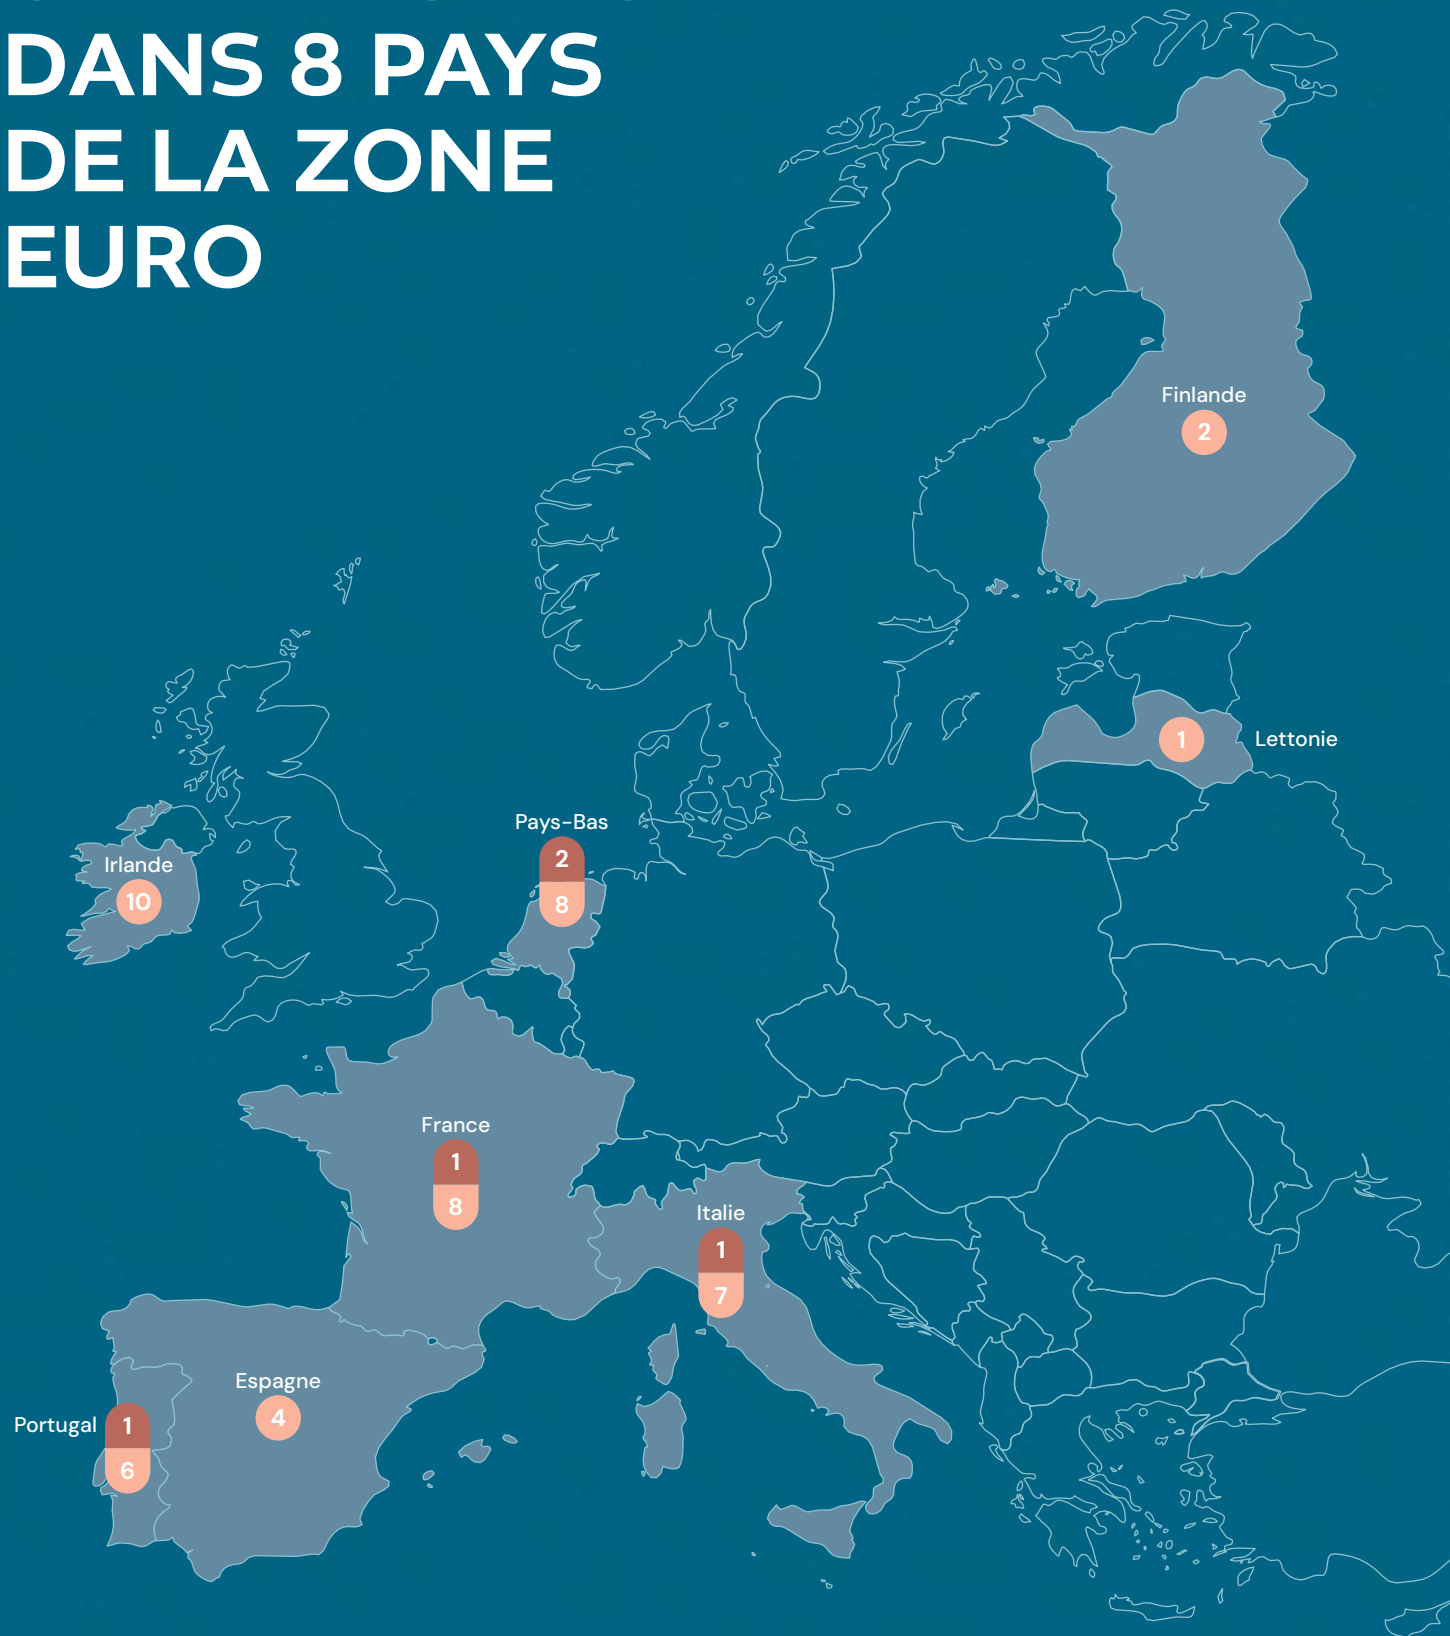 DANS 8 PAYS
DE LA ZONE
EURO
Finlande
2
1
Lettonie
Pays-Bas
2
8
Irlande
10
France
1
8
Italie
1
7
Espagne
4
Portugal
1
6